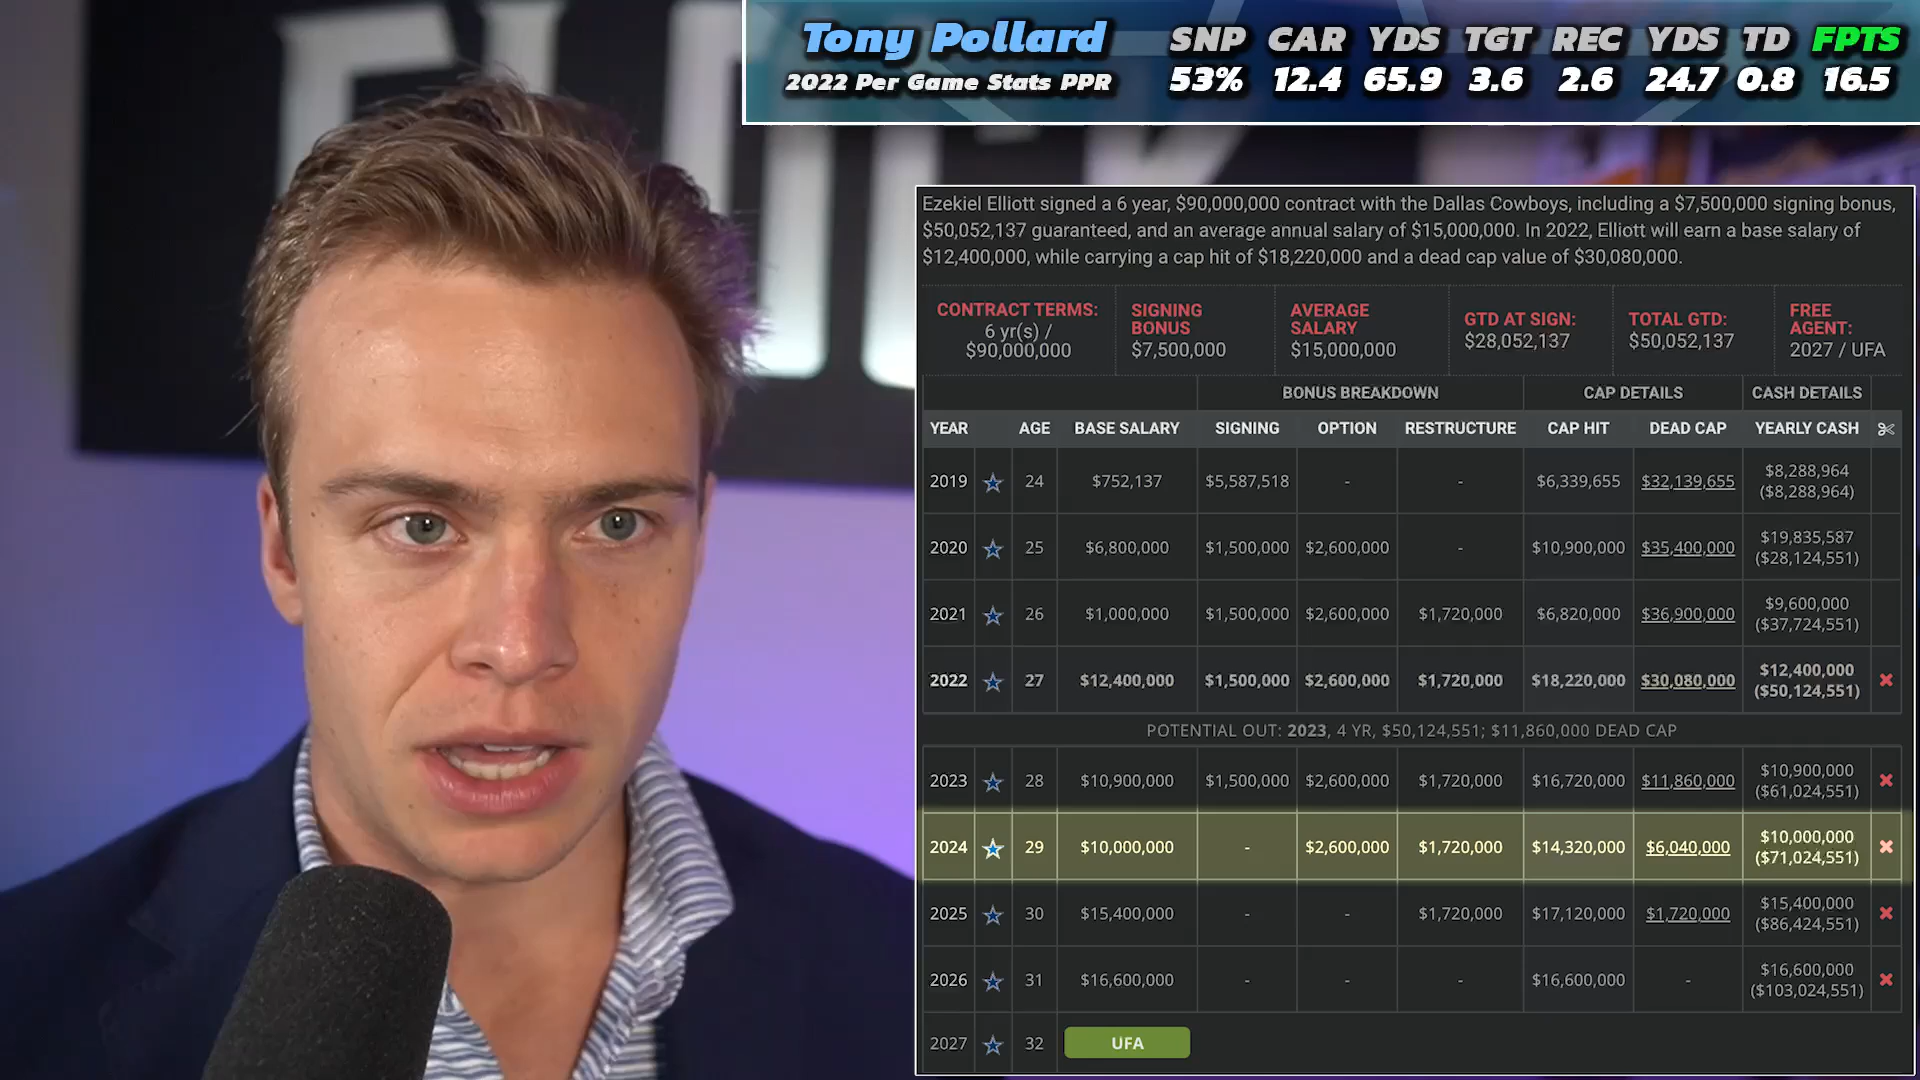 Tony Pollard
2022 Per Game Stats PPR
SNP CAR YDS TGT REC YDS TD FPTS
53% 12.4 65.9 3.6 2.6 24.7 0.8 16.5
Ezekiel Elliott signed a 6 year, $90,000,000 contract with the Dallas Cowboys, including a $7,500,000 signing bonus,
$50,052,137 guaranteed, and an average annual salary of $15,000,000. In 2022, Elliott will earn a base salary of
$12,400,000, while carrying a cap hit of $18,220,000 and a dead cap value of $30,080,000.
CONTRACT TERMS:
6 yr(s) /
$90,000,000
SIGNING
BONUS
$7,500,000
AVERAGE
SALARY
$15,000,000
GTD AT SIGN:
$28,052,137
TOTAL GTD:
$50,052,137
FREE
AGENT:
2027 / UFA
BONUS BREAKDOWN CAP DETAILS CASH DETAILS
YEAR AGE BASE SALARY SIGNING OPTION RESTRUCTURE CAP HIT DEAD CAP YEARLY CASH
2019 24 $752,137 $5,587,518 - - $6,339,655 $32,139,655 $8,288,964
($8,288,964)
2020 25 $6,800,000 $1,500,000 $2,600,000 - $10,900,000 $35,400,000 $19,835,587
($28,124,551)
2021 26 $1,000,000 $1,500,000 $2,600,000 $1,720,000 $6,820,000 $36,900,000 $9,600,000
($37,724,551)
2022 27 $12,400,000 $1,500,000 $2,600,000 $1,720,000 $18,220,000 $30,080,000 $12,400,000
($50,124,551)
POTENTIAL OUT: 2023, 4 YR, $50,124,551; $11,860,000 DEAD CAP
2023 28 $10,900,000 $1,500,000 $2,600,000 $1,720,000 $16,720,000 $11,860,000 $10,900,000
($61,024,551)
2024 29 $10,000,000 - $2,600,000 $1,720,000 $14,320,000 $6,040,000 $10,000,000
($71,024,551)
2025 30 $15,400,000 - - $1,720,000 $17,120,000 $1,720,000 $15,400,000
($86,424,551)
2026 31 $16,600,000 - - - $16,600,000 - $16,600,000
($103,024,551)
2027 32 UFA